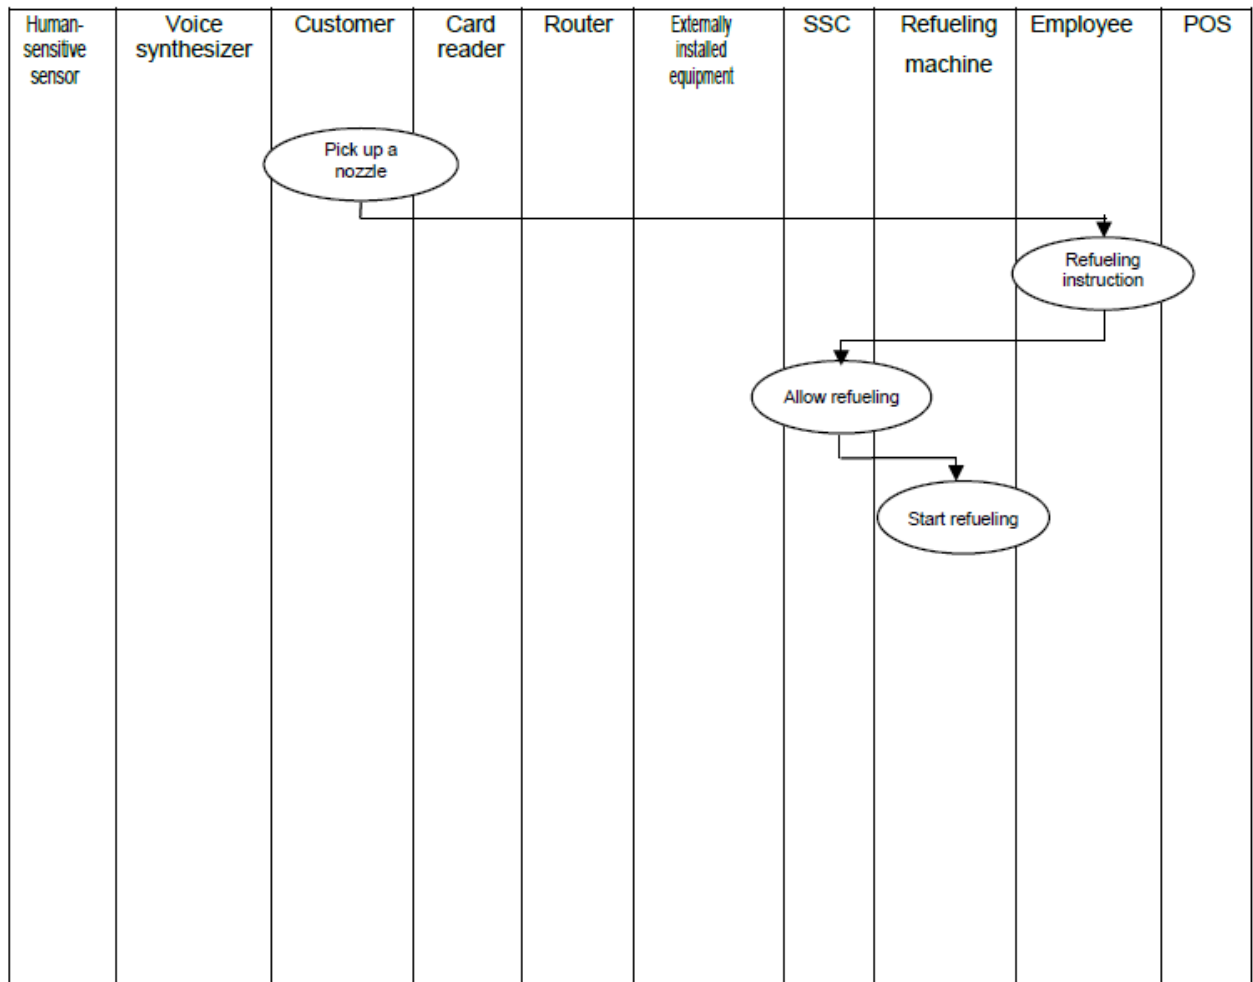 Human-
sensitive
sensor
Voice
synthesizer
Customer
Card
reader
Router
Externally
installed
equipment
SSC
Refueling
machine
Employee
POS
Pick up a
nozzle
Refueling
instruction
Allow refueling
Start refueling